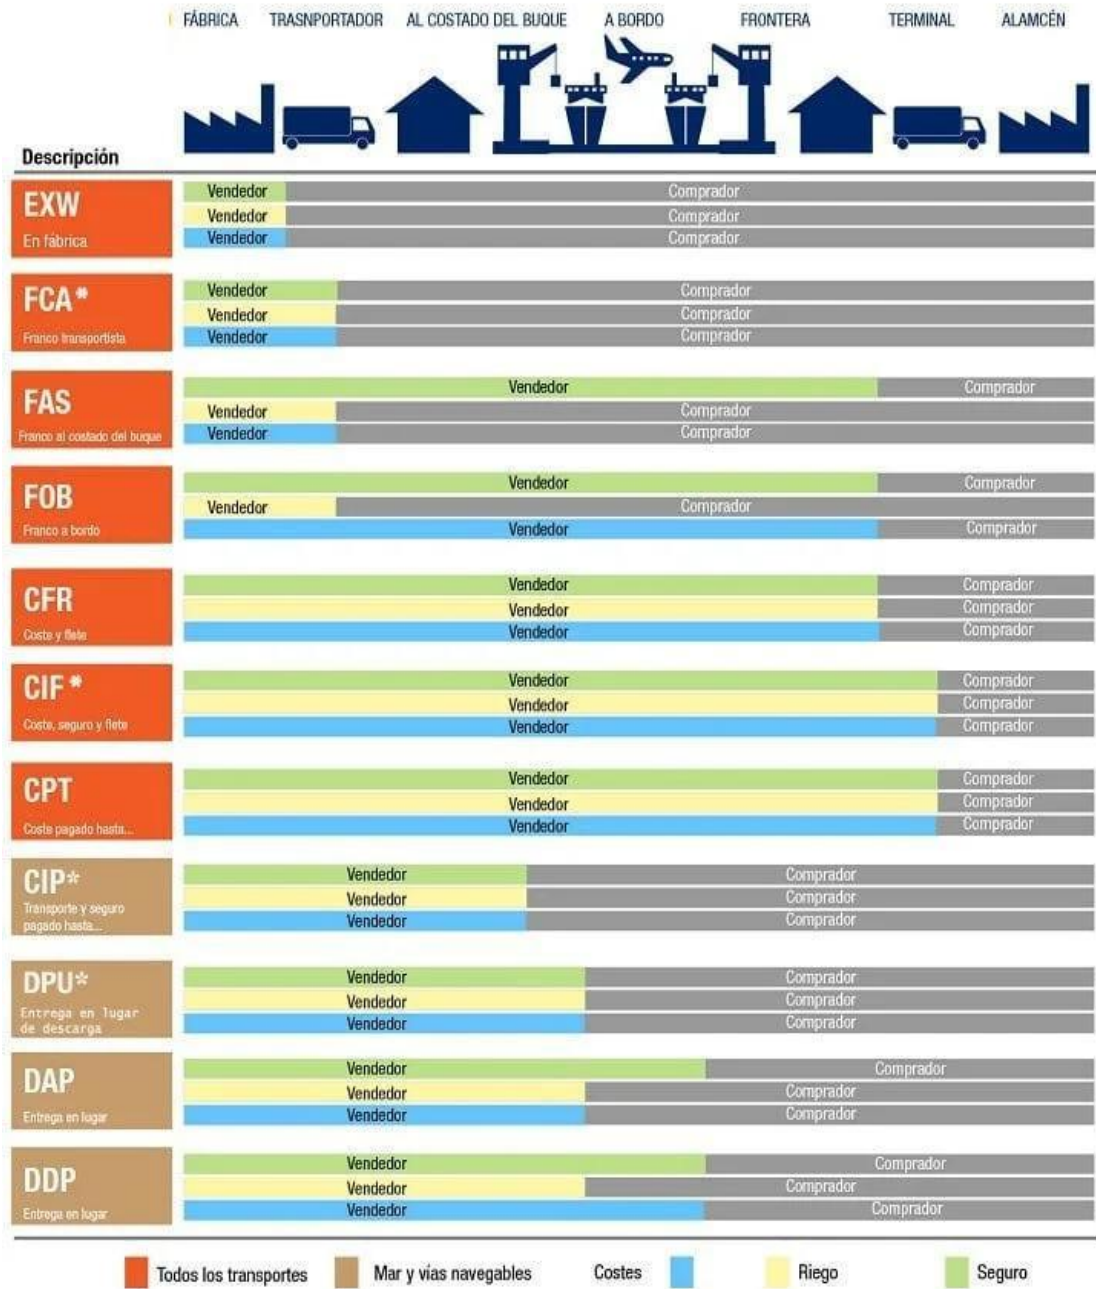 FÁBRICA TRASNPORTADOR AL COSTADO DEL BUQUE A BORDO FRONTERA TERMINAL ALAMCÉN
Descripción
EXW
En fábrica
Vendedor Comprador
Vendedor Comprador
Vendedor Comprador
FCA*
Franco transportista
Vendedor Comprador
Vendedor Comprador
Vendedor Comprador
FAS
Franco al costado del buque
Vendedor Comprador
Vendedor Comprador
Vendedor Comprador
FOB
Franco a bordo
Vendedor Comprador
Vendedor Comprador
Vendedor Comprador
CFR
Coste y flete
Vendedor Comprador
Vendedor Comprador
Vendedor Comprador
CIF*
Coste, seguro y flete
Vendedor Comprador
Vendedor Comprador
Vendedor Comprador
CPT
Coste pagado hasta...
Vendedor Comprador
Vendedor Comprador
Vendedor Comprador
CIP*
Transporte y seguro
pagado hasta...
Vendedor Comprador
Vendedor Comprador
Vendedor Comprador
DPU*
Entrega en lugar
de descarga
Vendedor Comprador
Vendedor Comprador
Vendedor Comprador
DAP
Entrega en lugar
Vendedor Comprador
Vendedor Comprador
Vendedor Comprador
DDP
Entrega en lugar
Vendedor Comprador
Vendedor Comprador
Vendedor Comprador
Todos los transportes Mar y vías navegables Costes Riego Seguro